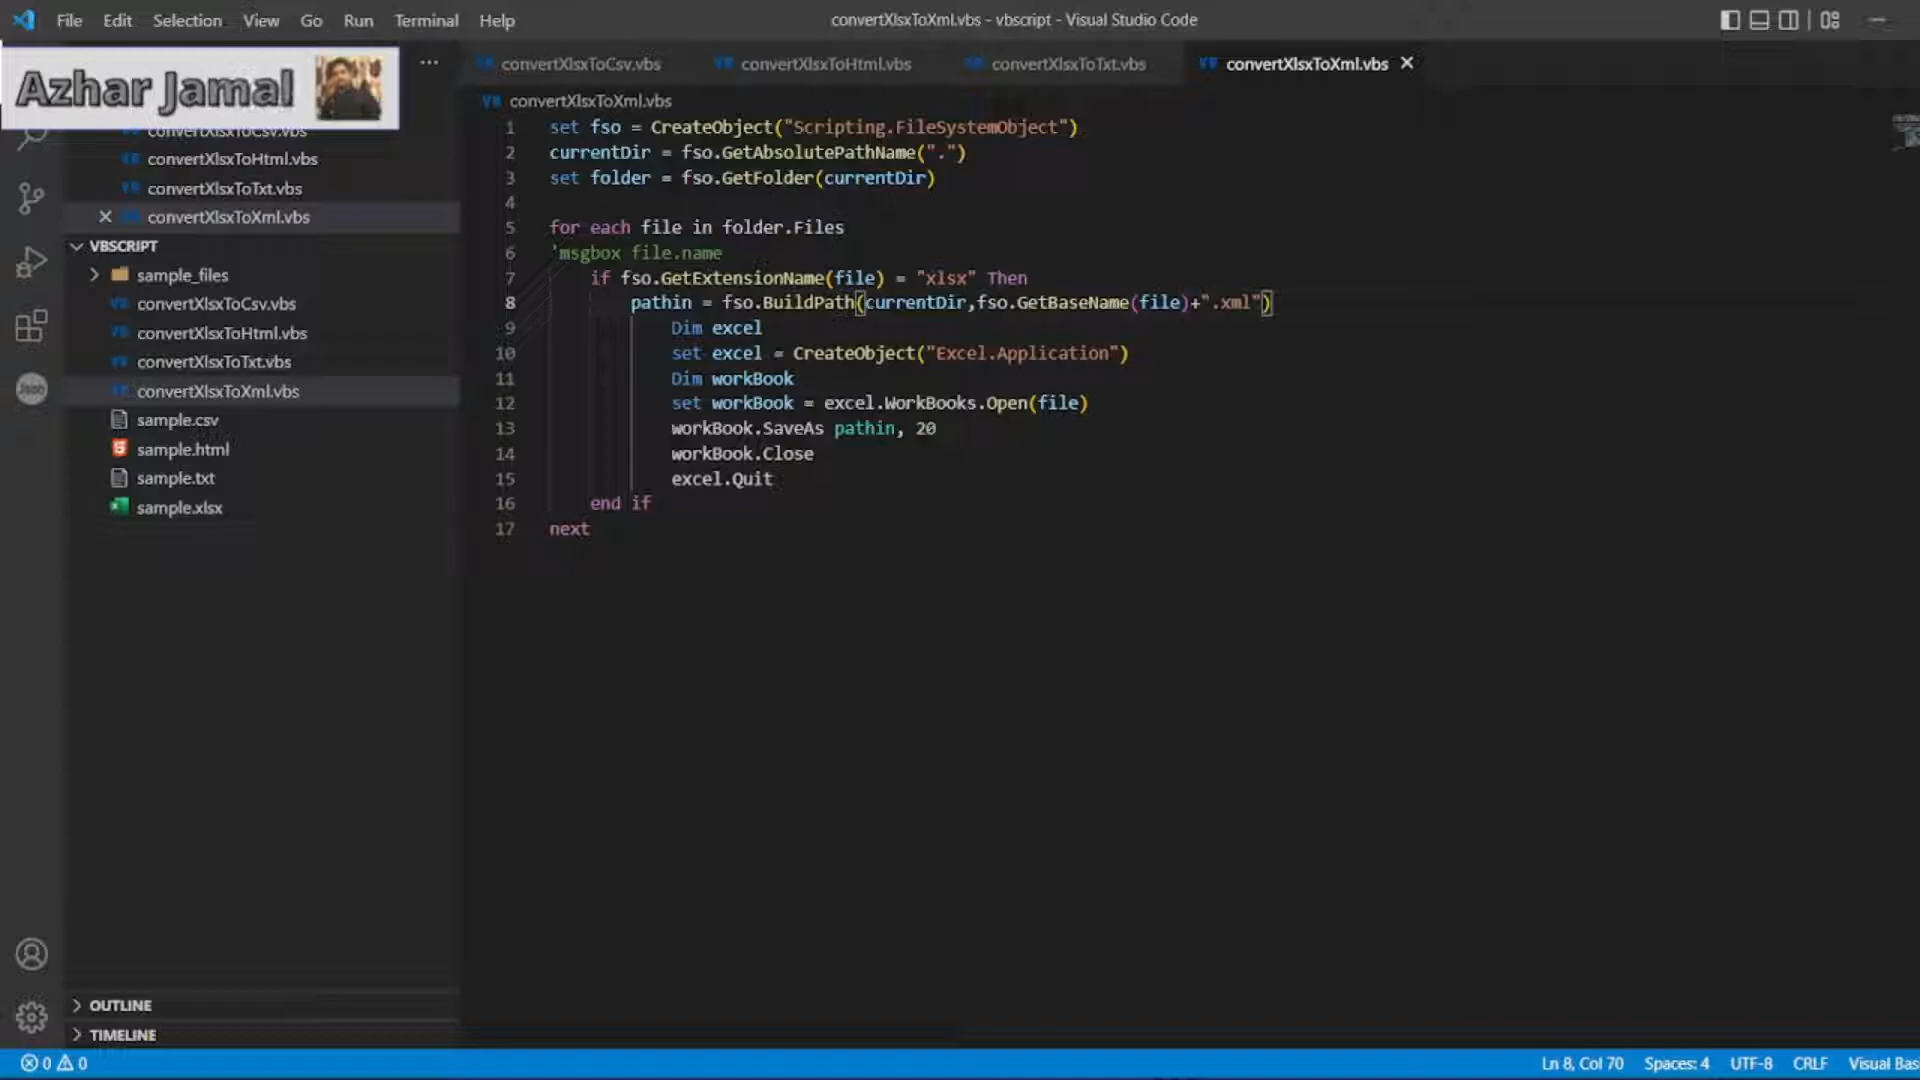 File Edit Selection View Go Run Terminal Help
convertXlsxToXml.vbs - vbscript - Visual Studio Code
Azhar Jamal
convertXlsxToCsv.vbs
convertXlsxToHtml.vbs
convertXlsxToTxt.vbs
convertXlsxToXml.vbs
convertXlsxToCsv.vbs
convertXlsxToHtml.vbs
convertXlsxToTxt.vbs
convertXlsxToXml.vbs
VBSCRIPT
sample_files
convertXlsxToCsv.vbs
convertXlsxToHtml.vbs
convertXlsxToTxt.vbs
convertXlsxToXml.vbs
sample.csv
sample.html
sample.txt
sample.xlsx
OUTLINE
TIMELINE
convertXlsxToXml.vbs
1 set fso = CreateObject("Scripting.FileSystemObject")
2 currentDir = fso.GetAbsolutePathName(".")
3 set folder = fso.GetFolder(currentDir)
4
5 for each file in folder.Files
6 'msgbox file.name
7 if fso.GetExtensionName(file) = "xlsx" Then
8 pathin = fso.BuildPath(currentDir,fso.GetBaseName(file)+".xml")
9 Dim excel
10 set excel = CreateObject("Excel.Application")
11 Dim workBook
12 set workBook = excel.WorkBooks.Open(file)
13 workBook.SaveAs pathin, 20
14 workBook.Close
15 excel.Quit
16 end if
17 next
0 0
Ln 8, Col 70 Spaces: 4 UTF-8 CRLF Visual Bas